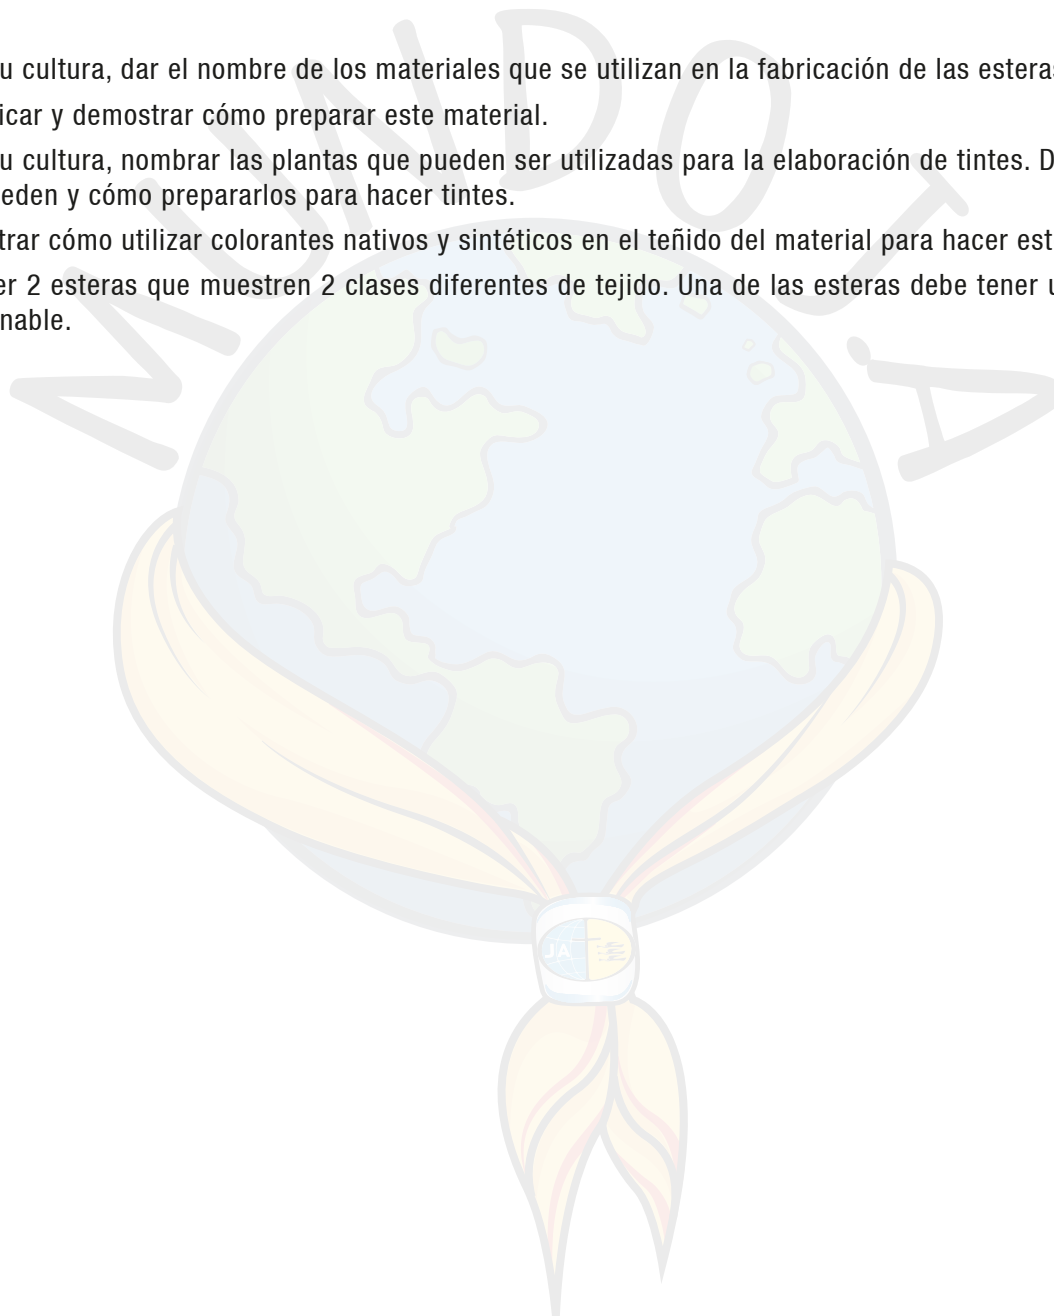 u cultura, dar el nombre de los materiales que se utilizan en la fabricación de las esteras
icar y demostrar cómo preparar este material.
u cultura, nombrar las plantas que pueden ser utilizadas para la elaboración de tintes. D
eden y cómo prepararlos para hacer tintes.
trar cómo utilizar colorantes nativos y sintéticos en el teñido del material para hacer est
er 2 esteras que muestren 2 clases diferentes de tejido. Una de las esteras debe tener u
nable.
MUNDO JA
JA